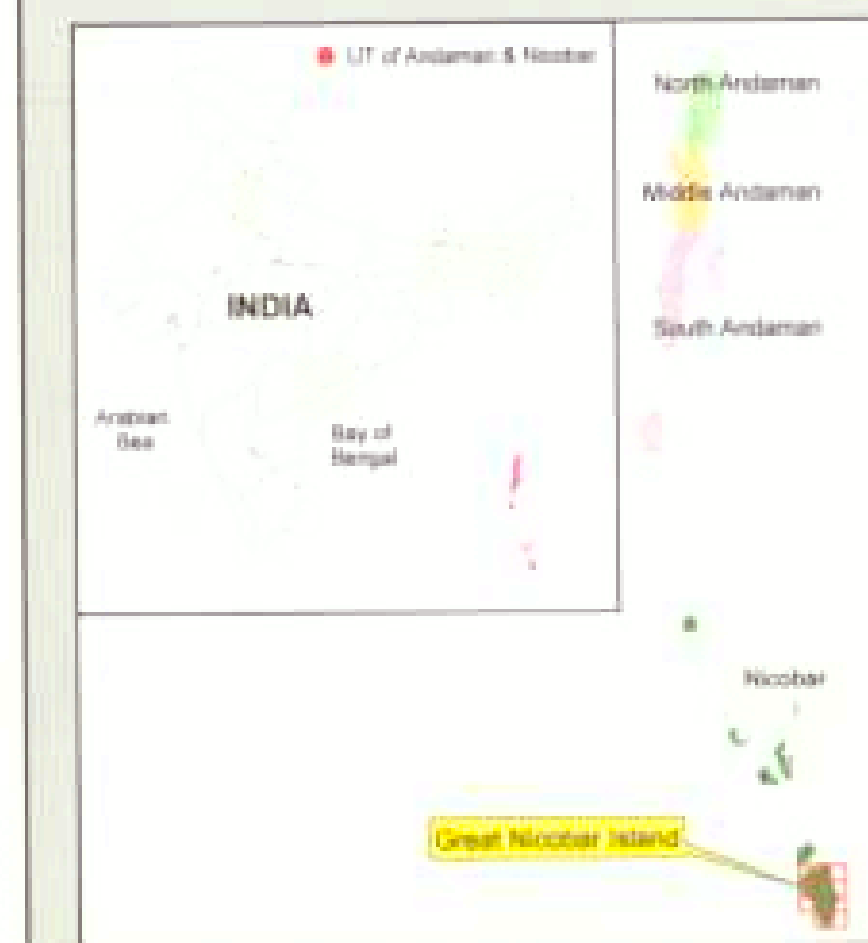 UT of Andaman & Nicobar
North Andaman
Middle Andaman
INDIA
South Andaman
Arabian
Sea
Bay of
Bengal
Nicobar
Great Nicobar Island